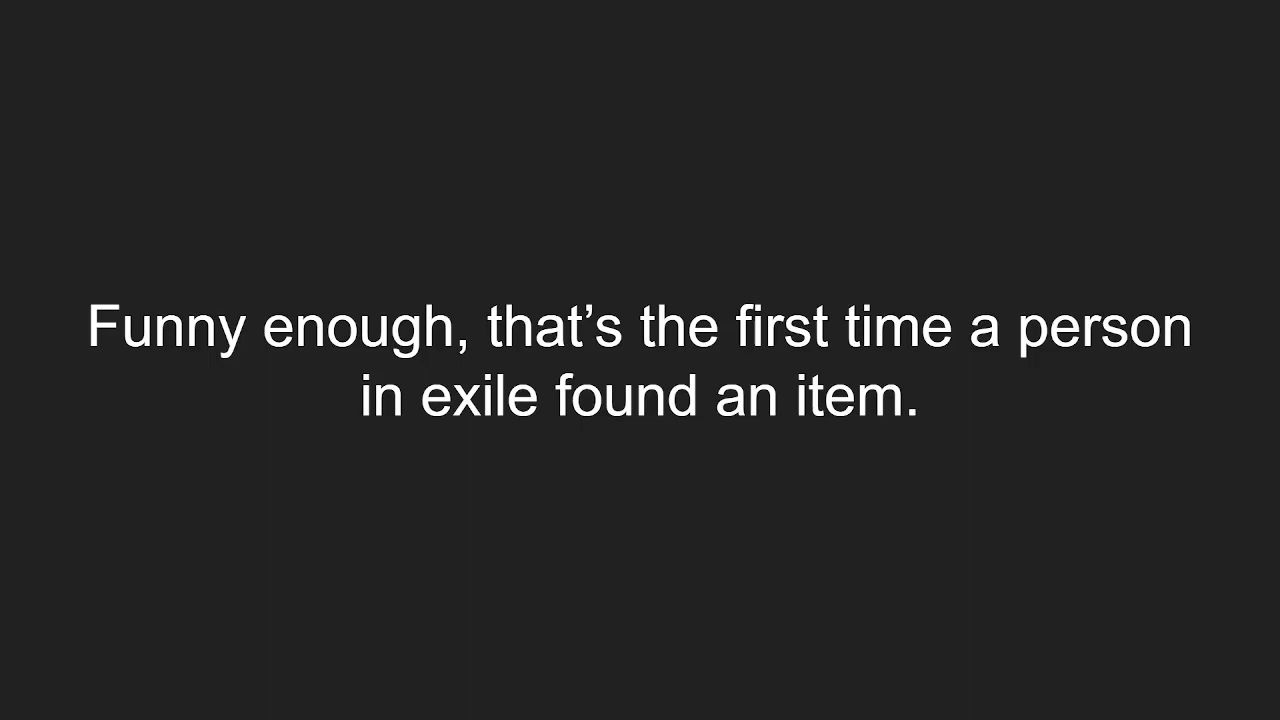 Funny enough, that’s the first time a person
in exile found an item.